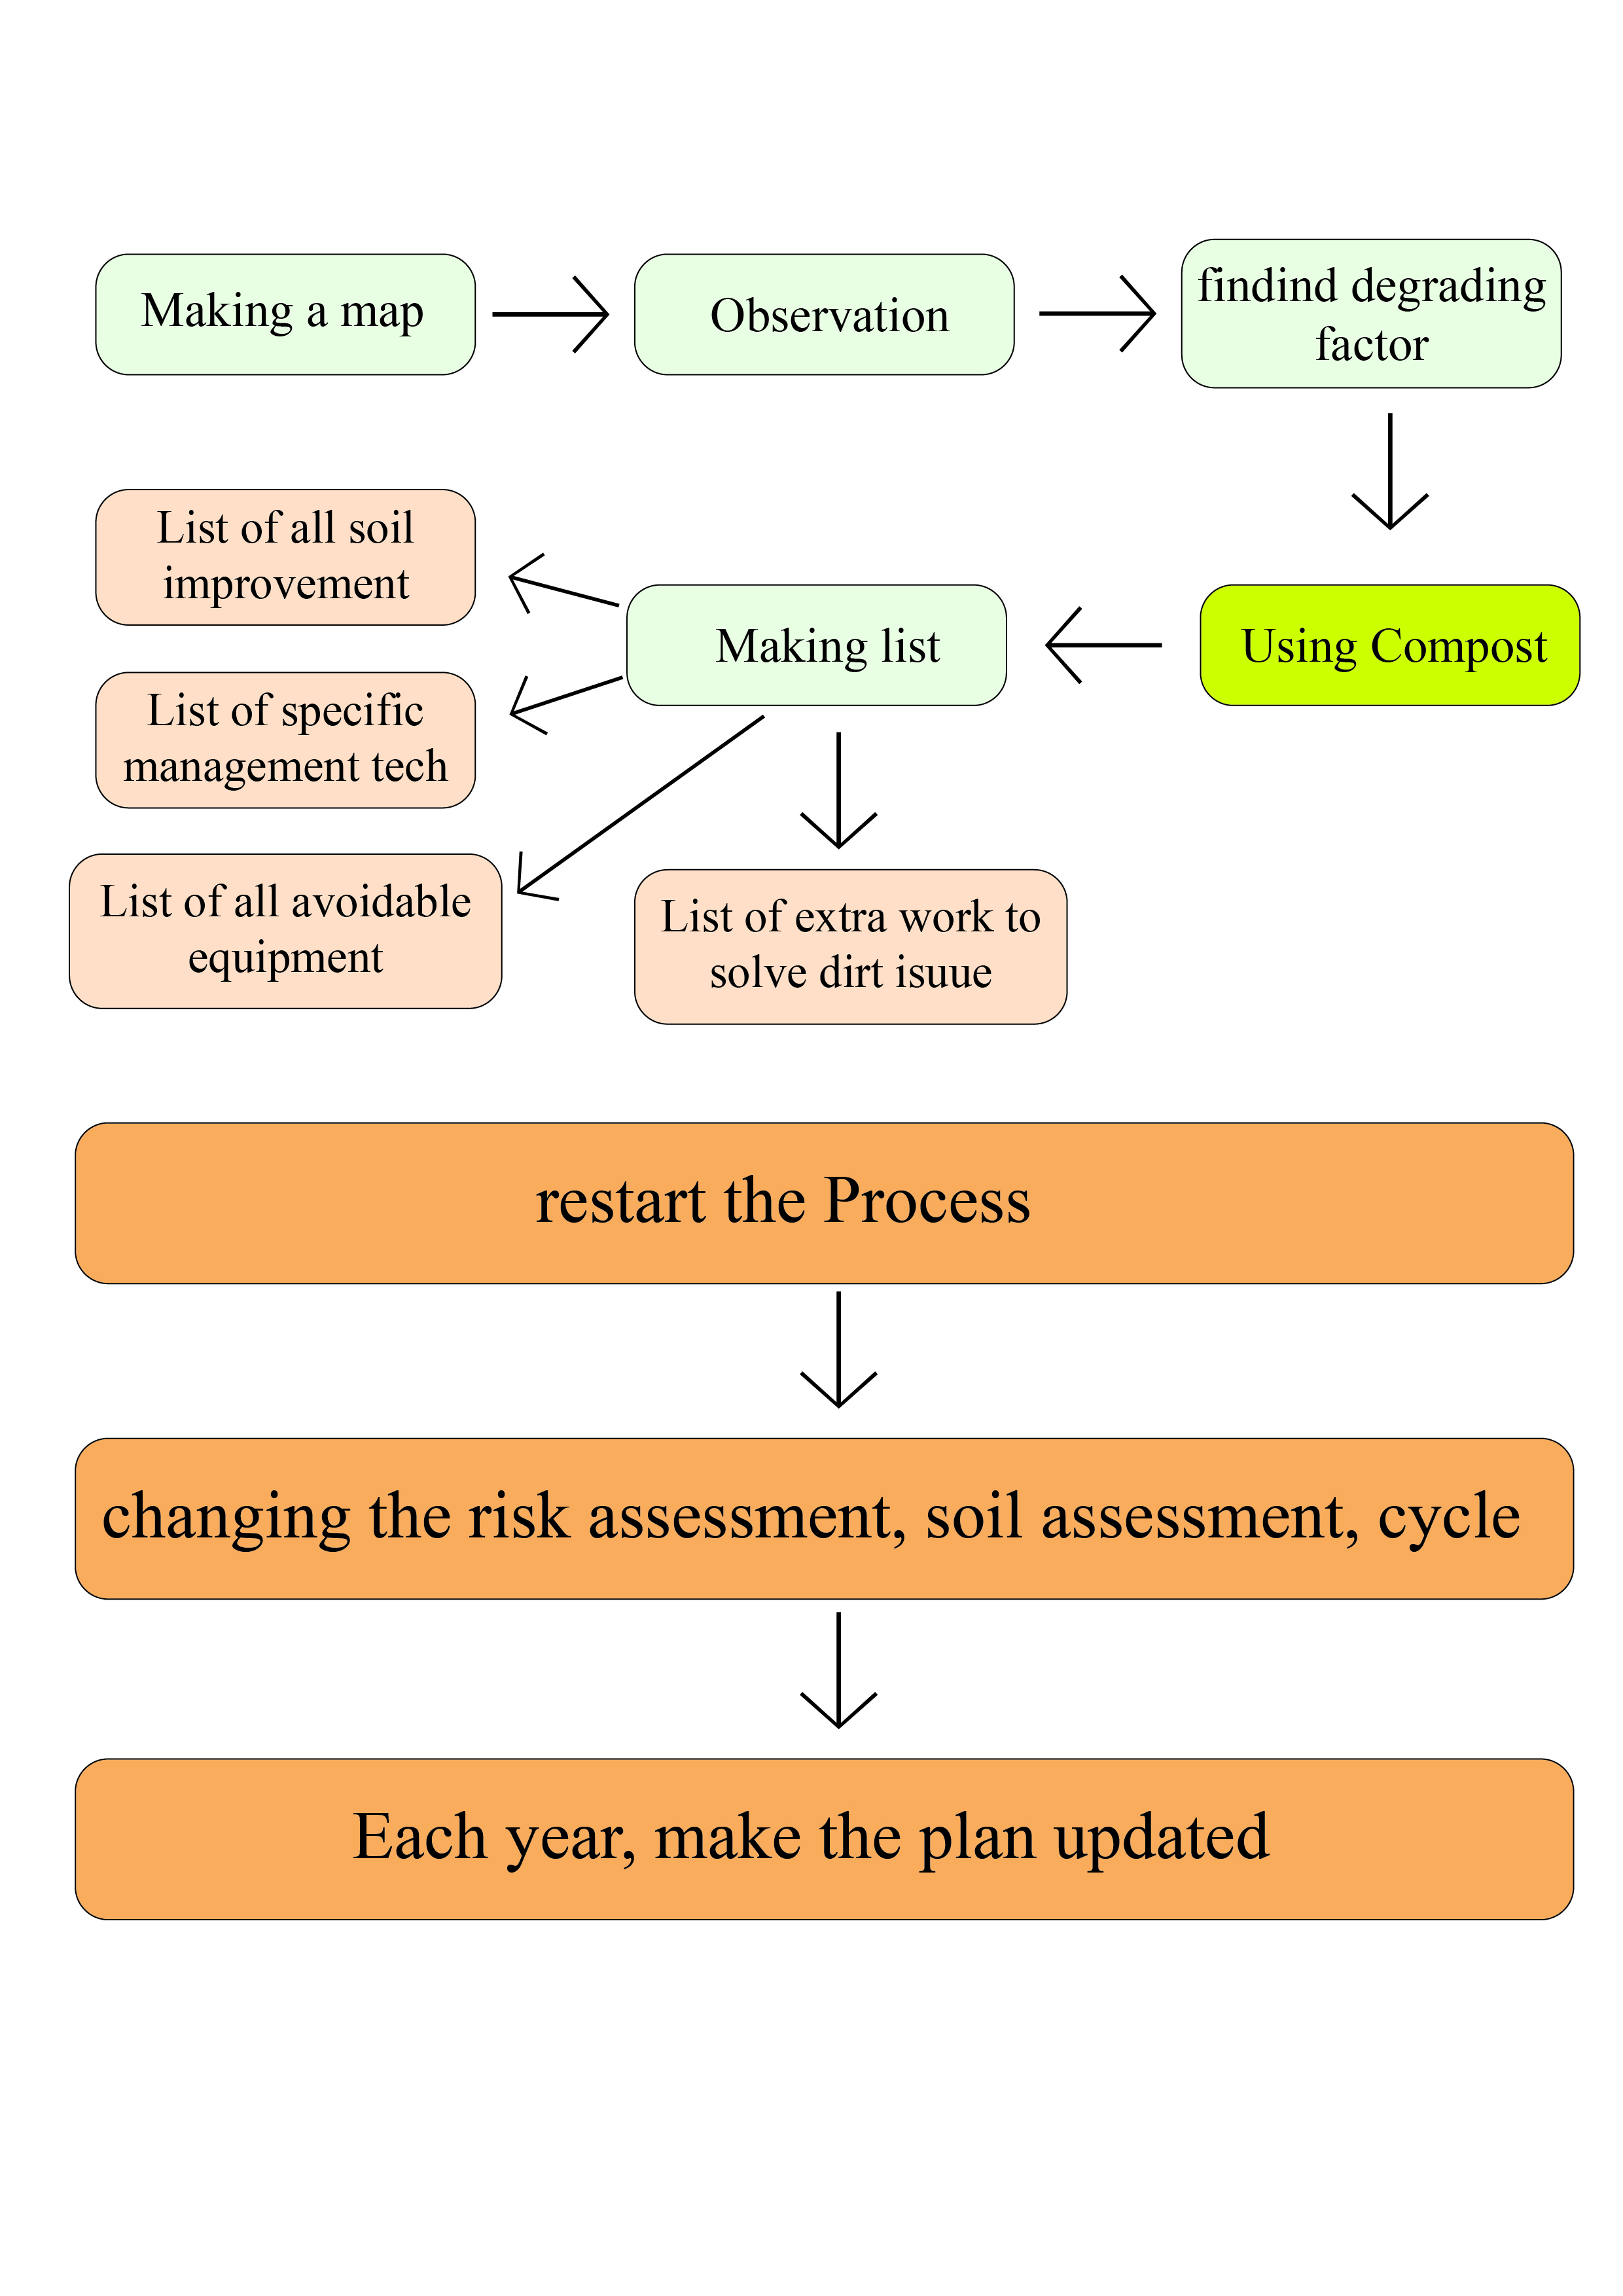 Making a map
Observation
findind degrading
factor
List of all soil
improvement
Making list
Using Compost
List of specific
management tech
List of all avoidable
equipment
List of extra work to
solve dirt isuue
restart the Process
changing the risk assessment, soil assessment, cycle
Each year, make the plan updated